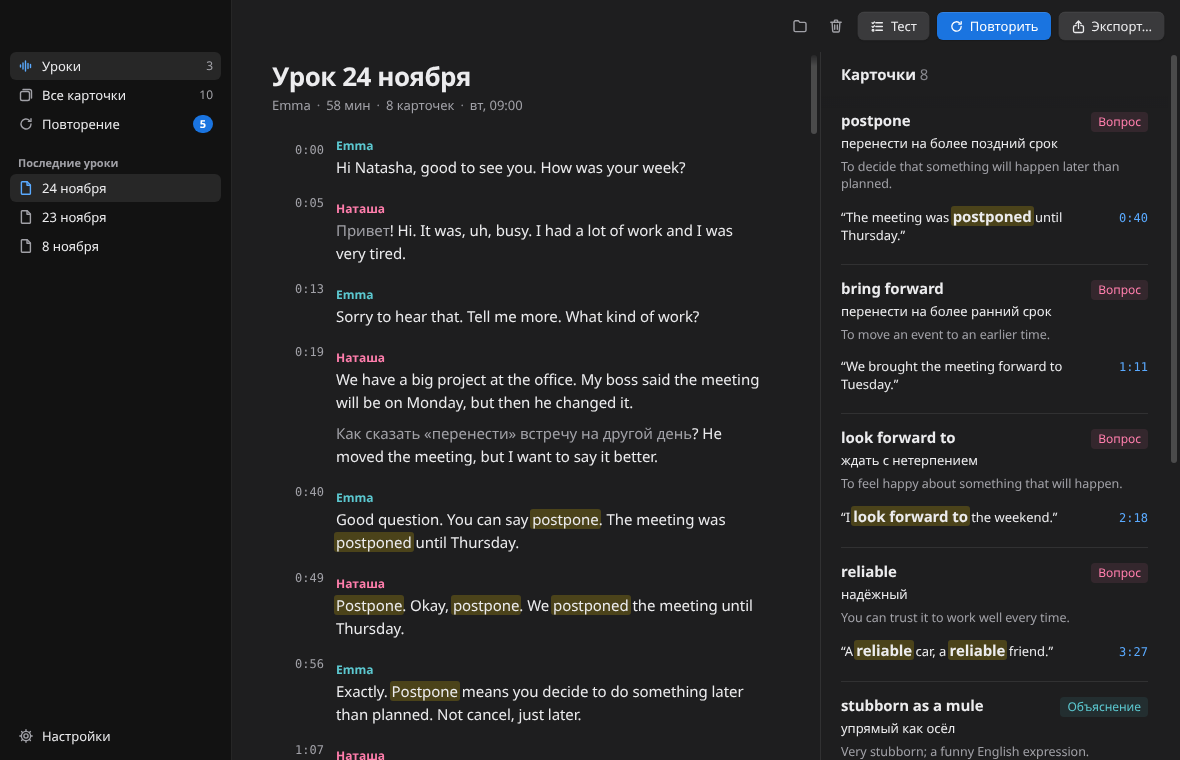 Тест
Повторить
Экспорт...
Уроки 3
Все карточки 10
Повторение 5
Последние уроки
24 ноября
23 ноября
8 ноября
Настройки
Урок 24 ноября
Emma · 58 мин · 8 карточек · вт, 09:00
0:00 Emma
Hi Natasha, good to see you. How was your week?
0:05 Наташа
Привет! Hi. It was, uh, busy. I had a lot of work and I was
very tired.
0:13 Emma
Sorry to hear that. Tell me more. What kind of work?
0:19 Наташа
We have a big project at the office. My boss said the meeting
will be on Monday, but then he changed it.
Как сказать «перенести» встречу на другой день? He
moved the meeting, but I want to say it better.
0:40 Emma
Good question. You can say postpone. The meeting was
postponed until Thursday.
0:49 Наташа
Postpone. Okay, postpone. We postponed the meeting until
Thursday.
0:56 Emma
Exactly. Postpone means you decide to do something later
than planned. Not cancel, just later.
1:07 Наташа
Карточки 8
postpone Вопрос
перенести на более поздний срок
To decide that something will happen later than
planned.
“The meeting was postponed until 0:40
Thursday.”
bring forward Вопрос
перенести на более ранний срок
To move an event to an earlier time.
“We brought the meeting forward to 1:11
Tuesday.”
look forward to Вопрос
ждать с нетерпением
To feel happy about something that will happen.
“I look forward to the weekend.” 2:18
reliable Вопрос
надёжный
You can trust it to work well every time.
“A reliable car, a reliable friend.” 3:27
stubborn as a mule Объяснение
упрямый как осёл
Very stubborn; a funny English expression.